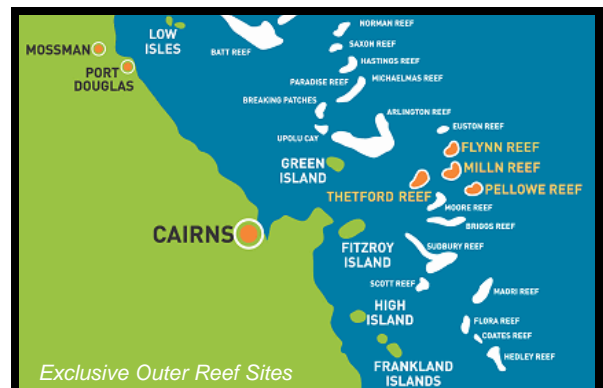 NORMAN REEF
LOW
ISLES
SAXON REEF
MOSSMAN
BATT REEF
HASTINGS REEF
PORT
DOUGLAS
PARADISE REEF
MICHAELMAS REEF
BREAKING PATCHES
ARLINGTON REEF
EUSTON REEF
UPOLU CAY
FLYNN REEF
GREEN
ISLAND
MILLN REEF
PELLOWE REEF
THETFORD REEF
MOORE REEF
BRIGGS REEF
CAIRNS
FITZROY
ISLAND
SUDBURY REEF
SCOTT REEF
MADRI REEF
HIGH
ISLAND
FLORA REEF
COATES REEF
HEDLEY REEF
FRANKLAND
ISLANDS
Exclusive Outer Reef Sites